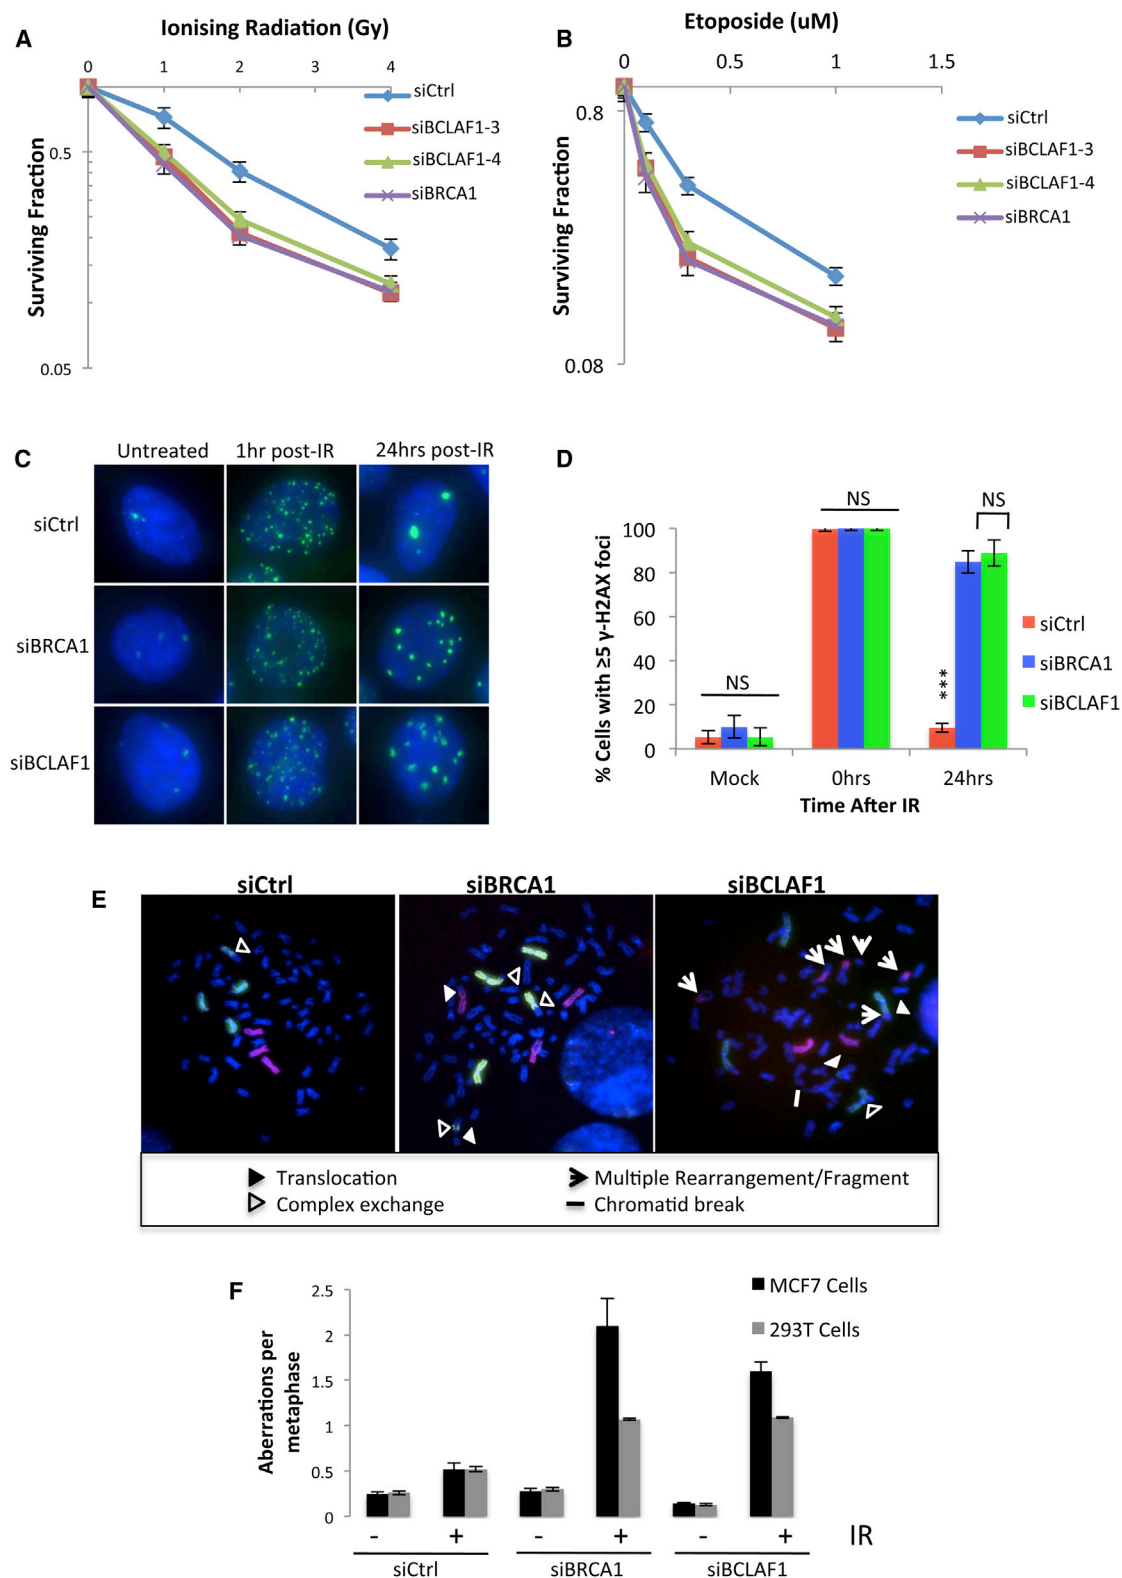 A
Ionising Radiation (Gy)
0 1 2 3 4
0.5
0.05
Surviving Fraction
siCtrl
siBCLAF1-3
siBCLAF1-4
siBRCA1
B
Etoposide (uM)
0 0.5 1 1.5
0.8
0.08
Surviving Fraction
siCtrl
siBCLAF1-3
siBCLAF1-4
siBRCA1
C
Untreated 1hr post-IR 24hrs post-IR
siCtrl
siBRCA1
siBCLAF1
D
% Cells with ≥5 γ-H2AX foci
100
80
60
40
20
0
NS
NS
NS
***
Mock 0hrs 24hrs
Time After IR
siCtrl
siBRCA1
siBCLAF1
E
siCtrl siBRCA1 siBCLAF1
Translocation
Complex exchange
Multiple Rearrangement/Fragment
Chromatid break
F
Aberrations per
metaphase
2.5
2
1.5
1
0.5
0
MCF7 Cells
293T Cells
- + - + - + IR
siCtrl siBRCA1 siBCLAF1